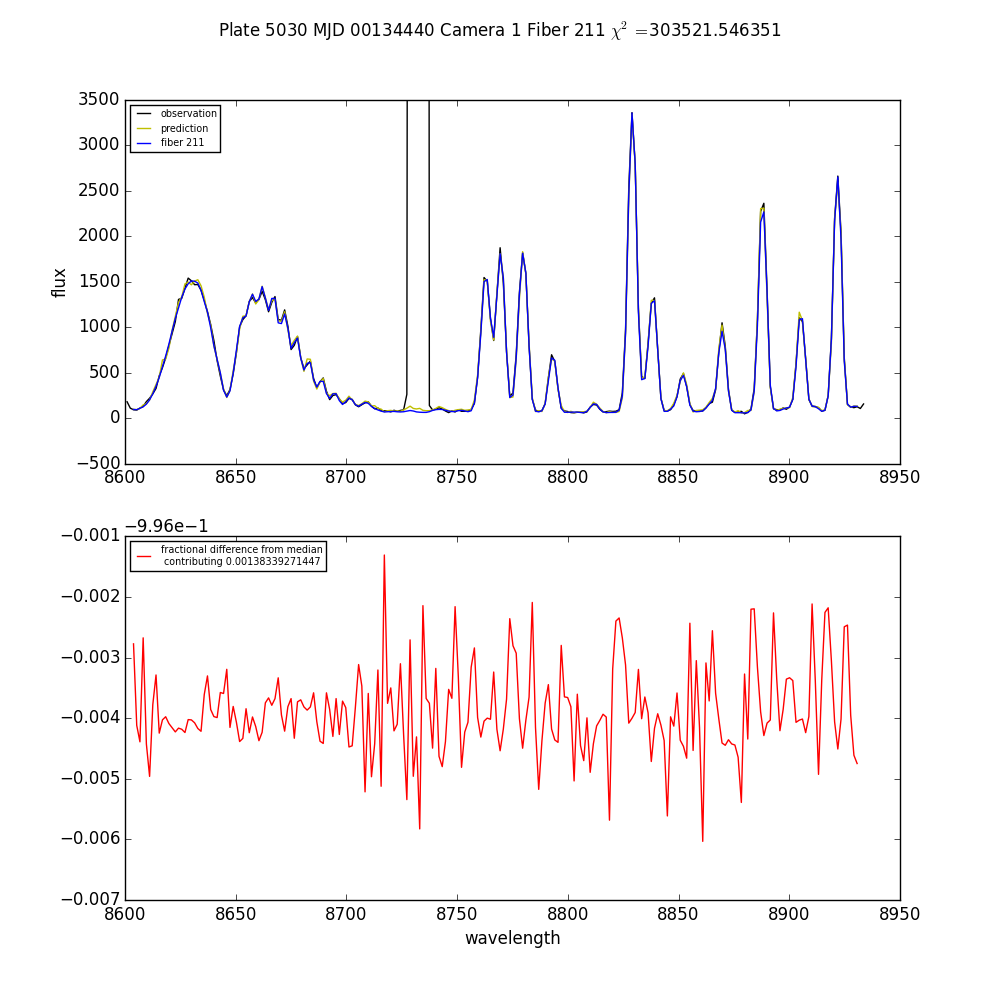 Plate 5030 MJD 00134440 Camera 1 Fiber 211 χ² =303521.546351
3500
3000
2500
2000
1500
1000
500
0
−500
flux
observation
prediction
fiber 211
8600 8650 8700 8750 8800 8850 8900 8950
−9.96e−1
−0.001
−0.002
−0.003
−0.004
−0.005
−0.006
−0.007
fractional difference from median
contributing 0.00138339271447
8600 8650 8700 8750 8800 8850 8900 8950
wavelength